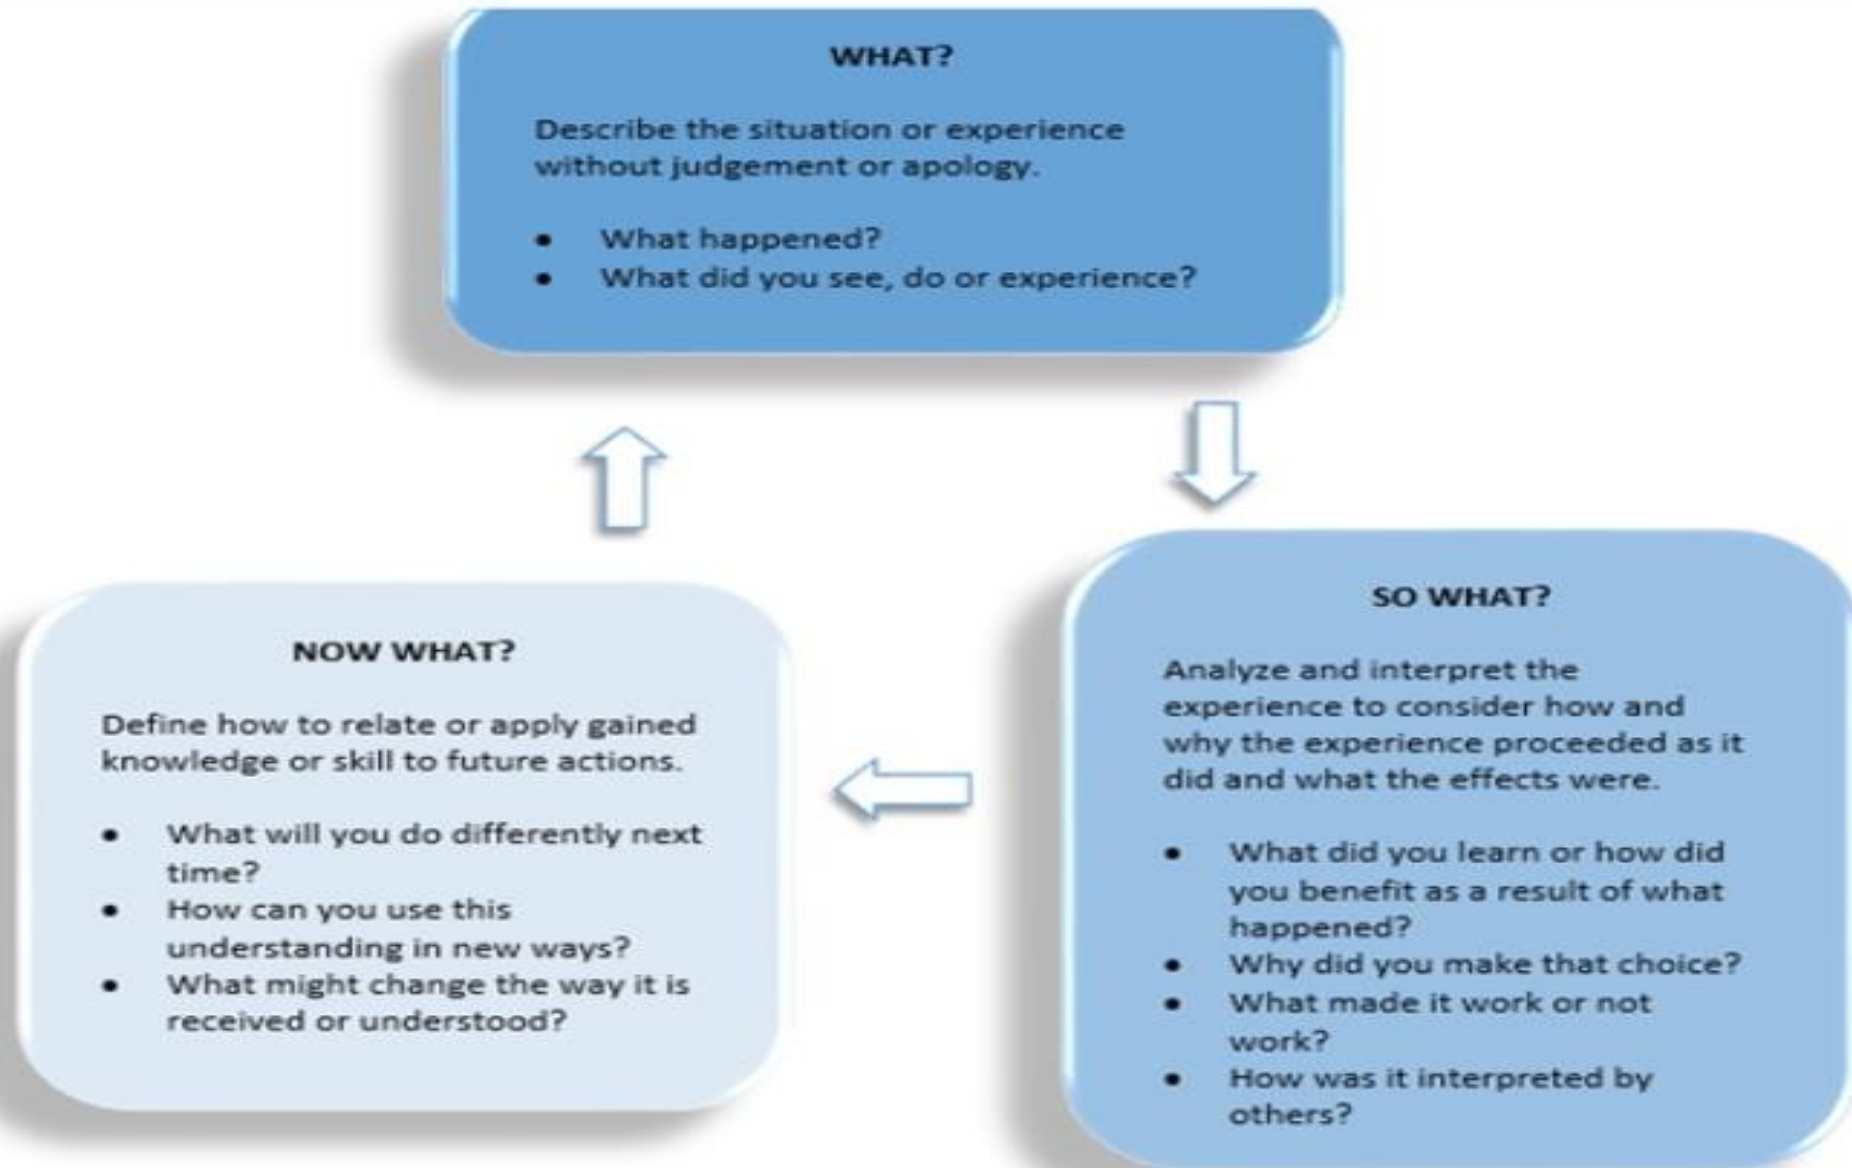 WHAT?
Describe the situation or experience
without judgement or apology.
• What happened?
• What did you see, do or experience?
SO WHAT?
Analyze and interpret the
experience to consider how and
why the experience proceeded as it
did and what the effects were.
• What did you learn or how did
you benefit as a result of what
happened?
• Why did you make that choice?
• What made it work or not
work?
• How was it interpreted by
others?
NOW WHAT?
Define how to relate or apply gained
knowledge or skill to future actions.
• What will you do differently next
time?
• How can you use this
understanding in new ways?
• What might change the way it is
received or understood?